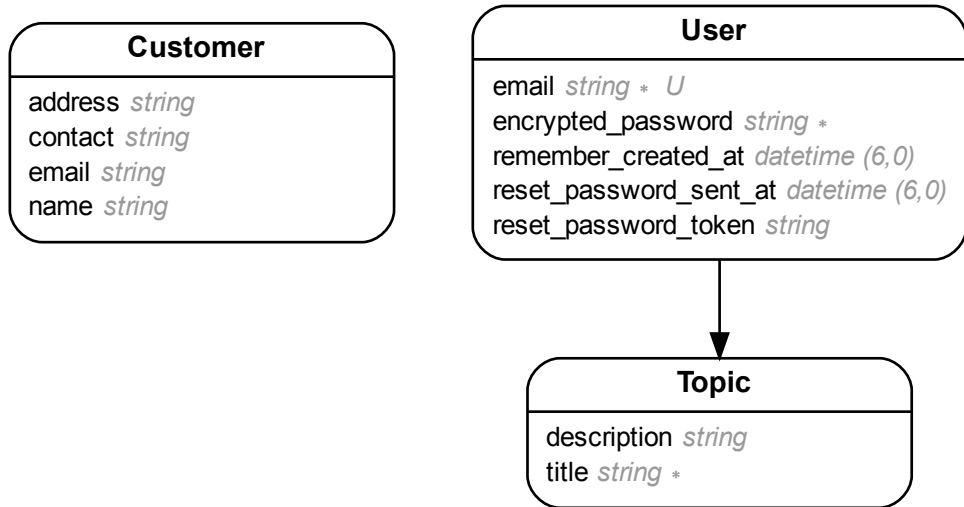 Customer
address string
contact string
email string
name string
User
email string * U
encrypted_password string *
remember_created_at datetime (6,0)
reset_password_sent_at datetime (6,0)
reset_password_token string
Topic
description string
title string *